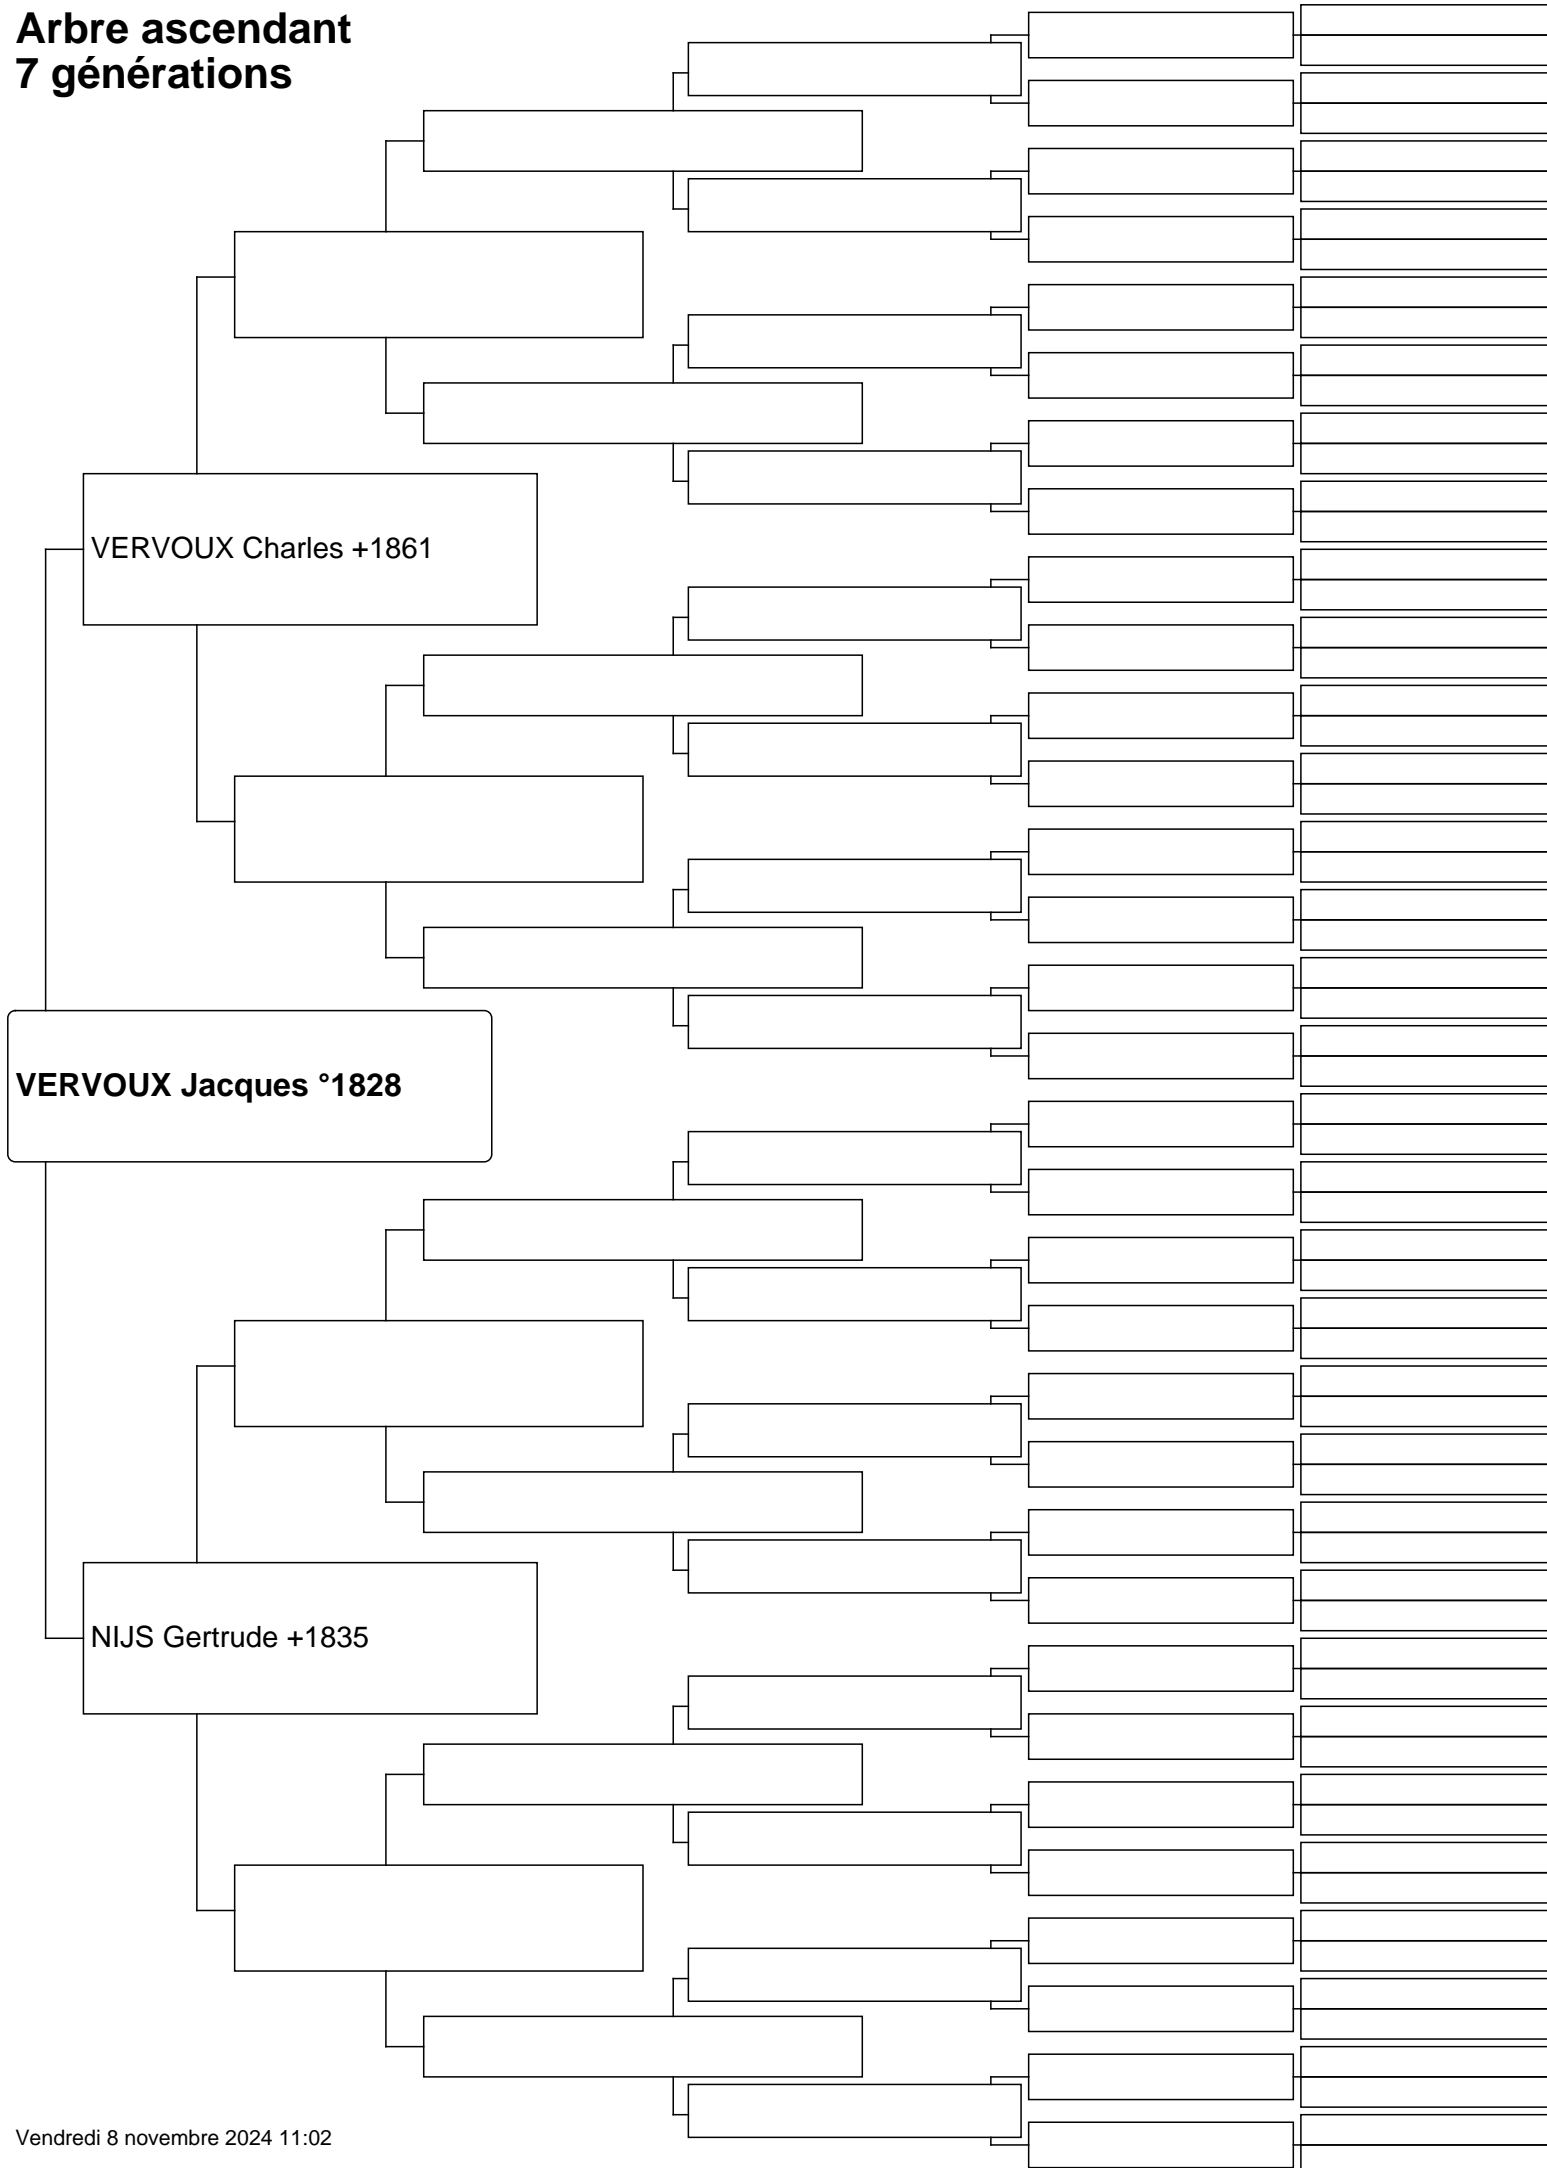 Arbre ascendant
7 générations
VERVOUX Charles +1861
VERVOUX Jacques °1828
NIJS Gertrude +1835
Vendredi 8 novembre 2024 11:02